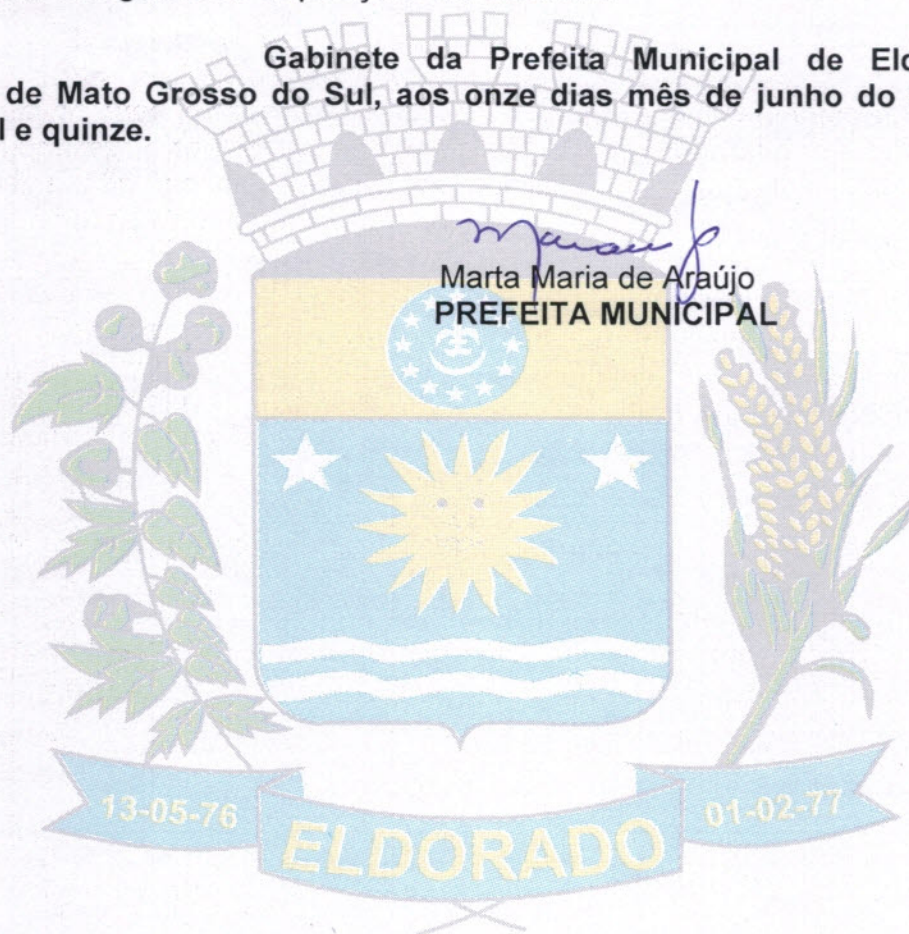 Gabinete da Prefeita Municipal de
de Mato Grosso do Sul, aos onze dias mês de junho do
e quinze.
Marta Maria de Araújo
PREFEITA MUNICIPAL
13-05-76
ELDORADO
01-02-77